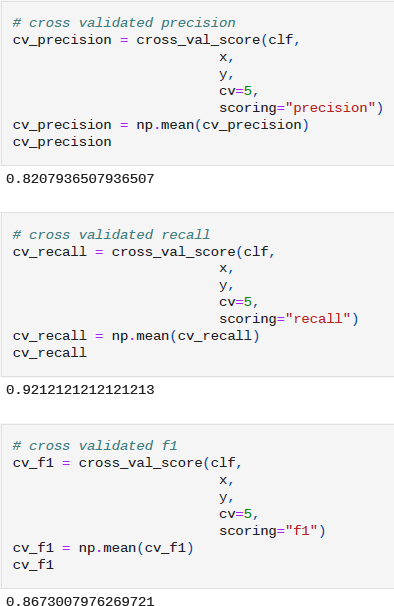 # cross validated precision
cv_precision = cross_val_score(clf,
x,
y,
cv=5,
scoring="precision")
cv_precision = np.mean(cv_precision)
cv_precision
0.8207936507936507
# cross validated recall
cv_recall = cross_val_score(clf,
x,
y,
cv=5,
scoring="recall")
cv_recall = np.mean(cv_recall)
cv_recall
0.9212121212121213
# cross validated f1
cv_f1 = cross_val_score(clf,
x,
y,
cv=5,
scoring="f1")
cv_f1 = np.mean(cv_f1)
cv_f1
0.8673007976269721